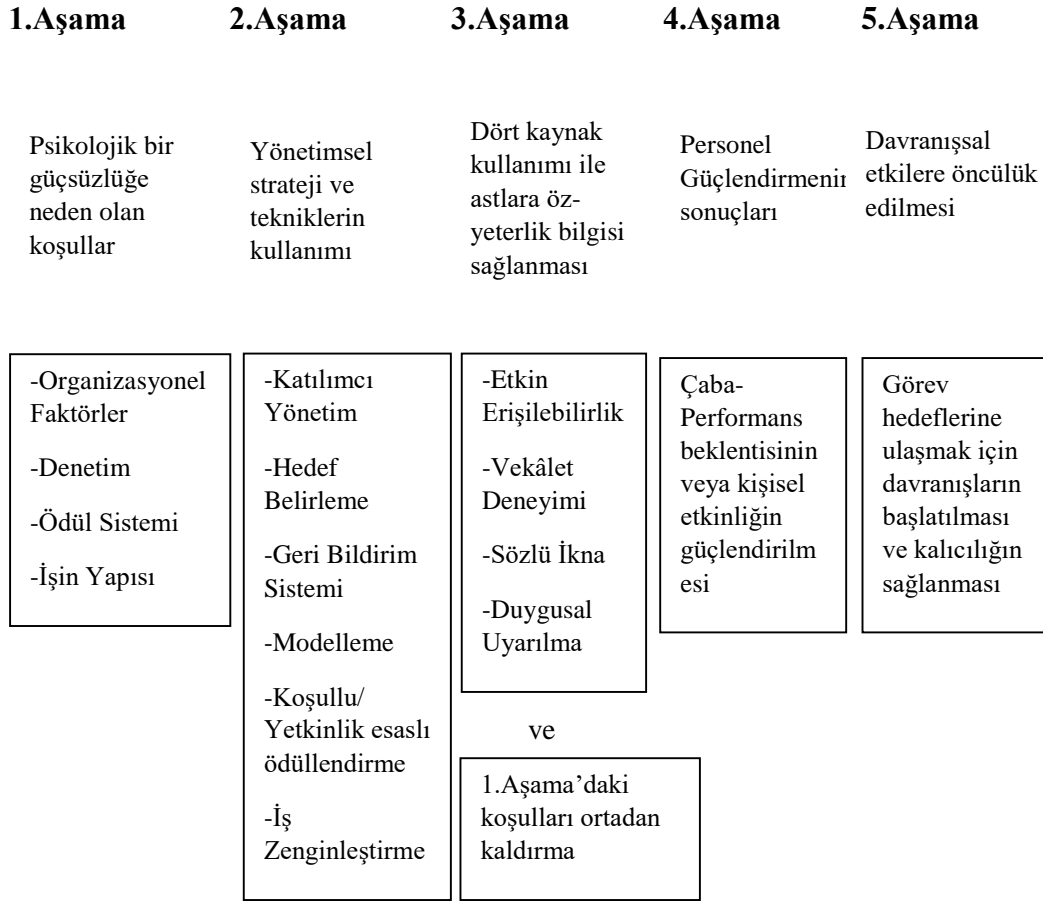 1.Aşama
2.Aşama
3.Aşama
4.Aşama
5.Aşama
Psikolojik bir
güçsüzlüğe
neden olan
koşullar
Yönetimsel
strateji ve
tekniklerin
kullanımı
Dört kaynak
kullanımı ile
astlara öz-
yeterlik bilgisi
sağlanması
Personel
Güçlendirmenin
sonuçları
Davranışsal
etkilere öncülük
edilmesi
-Organizasyonel
Faktörler
-Denetim
-Ödül Sistemi
-İşin Yapısı
-Katılımcı
Yönetim
-Hedef
Belirleme
-Geri Bildirim
Sistemi
-Modelleme
-Koşullu/
Yetkinlik esaslı
ödüllendirme
-İş
Zenginleştirme
-Etkin
Erişilebilirlik
-Vekâlet
Deneyimi
-Sözlü İkna
-Duygusal
Uyarılma
ve
1.Aşama’daki
koşulları ortadan
kaldırma
Çaba-
Performans
beklentisinin
veya kişisel
etkinliğin
güçlendirilm
esi
Görev
hedeflerine
ulaşmak için
davranışların
başlatılması
ve kalıcılığın
sağlanması